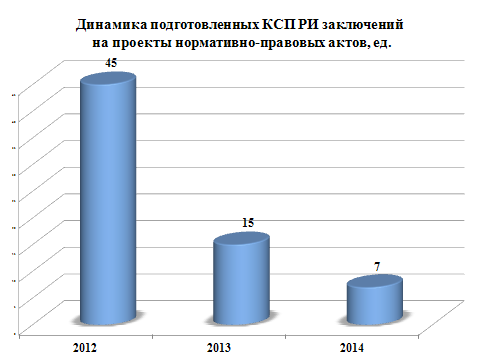 Динамика подготовленных КСП РИ заключений
на проекты нормативно-правовых актов, ед.
45
15
7
2012 2013 2014